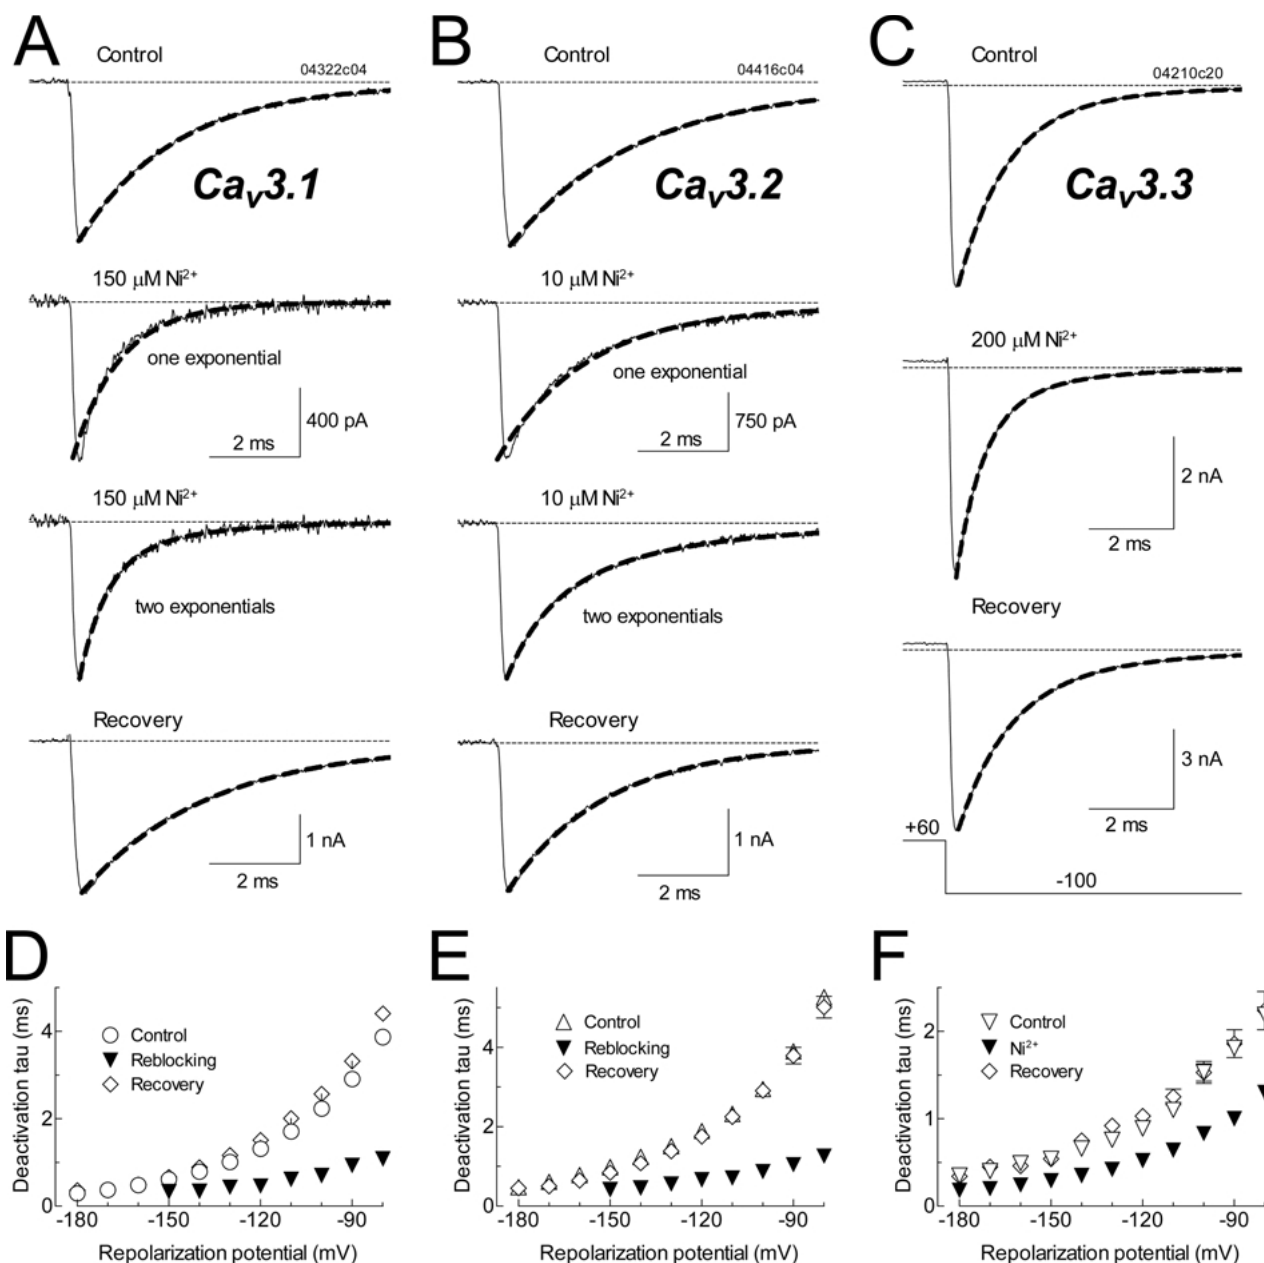 A
Control
04322c04
Caᵥ3.1
150 μM Ni²⁺
one exponential
400 pA
2 ms
150 μM Ni²⁺
two exponentials
Recovery
1 nA
2 ms
B
Control
04416c04
Caᵥ3.2
10 μM Ni²⁺
one exponential
750 pA
2 ms
10 μM Ni²⁺
two exponentials
Recovery
1 nA
2 ms
C
Control
04210c20
Caᵥ3.3
200 μM Ni²⁺
2 nA
2 ms
Recovery
3 nA
2 ms
+60
-100
D
Deactivation tau (ms)
4
2
0
Control
Reblocking
Recovery
-180
-150
-120
-90
Repolarization potential (mV)
E
Deactivation tau (ms)
4
2
0
Control
Reblocking
Recovery
-180
-150
-120
-90
Repolarization potential (mV)
F
Deactivation tau (ms)
2
1
0
Control
Ni²⁺
Recovery
-180
-150
-120
-90
Repolarization potential (mV)